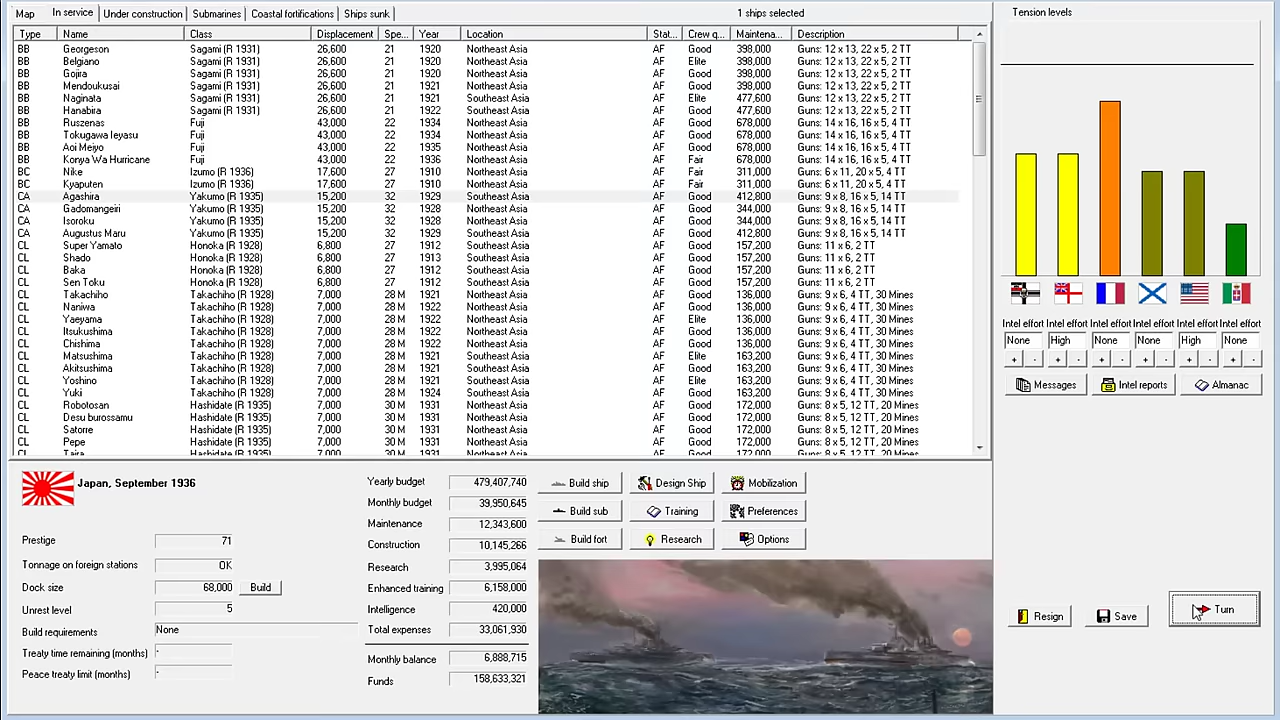 Map In service Under construction Submarines Coastal fortifications Ships sunk 1 ships selected Tension levels
Type Name Class Displacement Spe... Year Location Stat... Crew q... Maintena... Description
BB Georgeson Sagami (R 1931) 26,600 21 1920 Northeast Asia AF Good 398,000 Guns: 12 x 13, 22 x 5, 2 TT
BB Belgiano Sagami (R 1931) 26,600 21 1920 Northeast Asia AF Elite 398,000 Guns: 12 x 13, 22 x 5, 2 TT
BB Gojira Sagami (R 1931) 26,600 21 1920 Northeast Asia AF Good 398,000 Guns: 12 x 13, 22 x 5, 2 TT
BB Mendoukusai Sagami (R 1931) 26,600 21 1920 Northeast Asia AF Good 398,000 Guns: 12 x 13, 22 x 5, 2 TT
BB Naginata Sagami (R 1931) 26,600 21 1921 Southeast Asia AF Elite 477,600 Guns: 12 x 13, 22 x 5, 2 TT
BB Hanabira Sagami (R 1931) 26,600 21 1922 Southeast Asia AF Good 477,600 Guns: 12 x 13, 22 x 5, 2 TT
BB Ruszenas Fuji 43,000 22 1934 Northeast Asia AF Good 678,000 Guns: 14 x 16, 16 x 5, 4 TT
BB Tokugawa Ieyasu Fuji 43,000 22 1934 Northeast Asia AF Good 678,000 Guns: 14 x 16, 16 x 5, 4 TT
BB Aoi Meiyo Fuji 43,000 22 1935 Northeast Asia AF Good 678,000 Guns: 14 x 16, 16 x 5, 4 TT
BB Konya Wa Hurricane Fuji 43,000 22 1936 Northeast Asia AF Fair 678,000 Guns: 14 x 16, 16 x 5, 4 TT
BC Nike Izumo (R 1936) 17,600 27 1910 Northeast Asia AF Fair 311,000 Guns: 6 x 11, 20 x 5, 4 TT
BC Kyaputen Izumo (R 1936) 17,600 27 1910 Northeast Asia AF Fair 311,000 Guns: 6 x 11, 20 x 5, 4 TT
CA Agashira Yakumo (R 1935) 15,200 32 1929 Southeast Asia AF Good 412,800 Guns: 9 x 8, 16 x 5, 14 TT
CA Gadomangeiri Yakumo (R 1935) 15,200 32 1928 Northeast Asia AF Good 344,000 Guns: 9 x 8, 16 x 5, 14 TT
CA Isoroku Yakumo (R 1935) 15,200 32 1928 Northeast Asia AF Good 344,000 Guns: 9 x 8, 16 x 5, 14 TT
CA Augustus Maru Yakumo (R 1935) 15,200 32 1929 Southeast Asia AF Good 412,800 Guns: 9 x 8, 16 x 5, 14 TT
CL Super Yamato Honoka (R 1928) 6,800 27 1912 Southeast Asia AF Good 157,200 Guns: 11 x 6, 2 TT
CL Shado Honoka (R 1928) 6,800 27 1913 Southeast Asia AF Good 157,200 Guns: 11 x 6, 2 TT
CL Baka Honoka (R 1928) 6,800 27 1912 Southeast Asia AF Good 157,200 Guns: 11 x 6, 2 TT
CL Sen Toku Honoka (R 1928) 6,800 27 1912 Southeast Asia AF Good 157,200 Guns: 11 x 6, 2 TT
CL Takachiho Takachiho (R 1928) 7,000 28 M 1921 Northeast Asia AF Good 136,000 Guns: 9 x 6, 4 TT, 30 Mines
CL Naniwa Takachiho (R 1928) 7,000 28 M 1922 Northeast Asia AF Good 136,000 Guns: 9 x 6, 4 TT, 30 Mines
CL Yaeyama Takachiho (R 1928) 7,000 28 M 1922 Northeast Asia AF Elite 136,000 Guns: 9 x 6, 4 TT, 30 Mines
CL Itsukushima Takachiho (R 1928) 7,000 28 M 1922 Northeast Asia AF Good 136,000 Guns: 9 x 6, 4 TT, 30 Mines
CL Chishima Takachiho (R 1928) 7,000 28 M 1922 Northeast Asia AF Good 136,000 Guns: 9 x 6, 4 TT, 30 Mines
CL Matsushima Takachiho (R 1928) 7,000 28 M 1921 Southeast Asia AF Elite 163,200 Guns: 9 x 6, 4 TT, 30 Mines
CL Akitsushima Takachiho (R 1928) 7,000 28 M 1921 Southeast Asia AF Good 163,200 Guns: 9 x 6, 4 TT, 30 Mines
CL Yoshino Takachiho (R 1928) 7,000 28 M 1921 Northeast Asia AF Elite 136,000 Guns: 9 x 6, 4 TT, 30 Mines
CL Yuki Takachiho (R 1928) 7,000 28 M 1924 Southeast Asia AF Good 163,200 Guns: 9 x 6, 4 TT, 30 Mines
CL Robotosan Hashidate (R 1935) 7,000 30 M 1931 Northeast Asia AF Good 172,000 Guns: 8 x 5, 12 TT, 20 Mines
CL Desu burossamu Hashidate (R 1935) 7,000 30 M 1931 Northeast Asia AF Good 172,000 Guns: 8 x 5, 12 TT, 20 Mines
CL Satorre Hashidate (R 1935) 7,000 30 M 1931 Northeast Asia AF Good 172,000 Guns: 8 x 5, 12 TT, 20 Mines
CL Pepe Hashidate (R 1935) 7,000 30 M 1931 Northeast Asia AF Good 172,000 Guns: 8 x 5, 12 TT, 20 Mines
CL Taira Hashidate (R 1935) 7,000 30 M 1931 Northeast Asia AF Good 172,000 Guns: 8 x 5, 12 TT, 20 Mines
Intel effort Intel effort Intel effort Intel effort Intel effort Intel effort
None High None None High None
+ - + - + - + - + - + -
Messages Intel reports Almanac
Japan, September 1936
Prestige 71
Tonnage on foreign stations OK
Dock size 68,000 Build
Unrest level 5
Build requirements None
Treaty time remaining (months) -
Peace treaty limit (months) -
Yearly budget 479,407,740
Monthly budget 39,950,645
Maintenance 12,343,600
Construction 10,145,266
Research 3,995,064
Enhanced training 6,158,000
Intelligence 420,000
Total expenses 33,061,930
Monthly balance 6,888,715
Funds 158,633,321
Build ship Design Ship Mobilization
Build sub Training Preferences
Build fort Research Options
Resign Save Turn